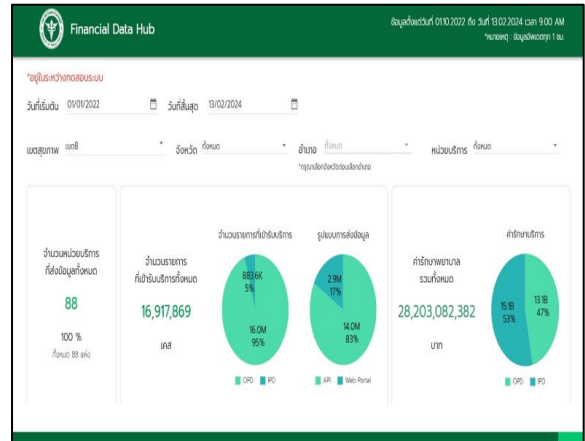 Financial Data Hub
ข้อมูลตั้งแต่วันที่ 01.10.2022 ถึง วันที่ 13.02.2024 เวลา 9:00 AM
*หมายเหตุ : ข้อมูลอัพเดตทุก 1 ชม.
*อยู่ในระหว่างทดสอบระบบ
วันที่เริ่มต้น 01/01/2022 วันที่สิ้นสุด 13/02/2024
เขตสุขภาพ เขต8 จังหวัด ทั้งหมด อำเภอ ทั้งหมด หน่วยบริการ ทั้งหมด
*กรุณาเลือกจังหวัดก่อนเลือกอำเภอ
จำนวนหน่วยบริการ
ที่ส่งข้อมูลทั้งหมด
88
100 %
ทั้งหมด 88 แห่ง
จำนวนรายการ
ที่เข้ารับบริการทั้งหมด
16,917,869
เคส
จำนวนรายการที่เข้ารับบริการ
883.6K
5%
16.0M
95%
OPD IPD
รูปแบบการส่งข้อมูล
2.9M
17%
14.0M
83%
API Web Portal
ค่ารักษาพยาบาล
รวมทั้งหมด
28,203,082,382
บาท
ค่ารักษาบริการ
15.1B
53%
13.1B
47%
OPD IPD